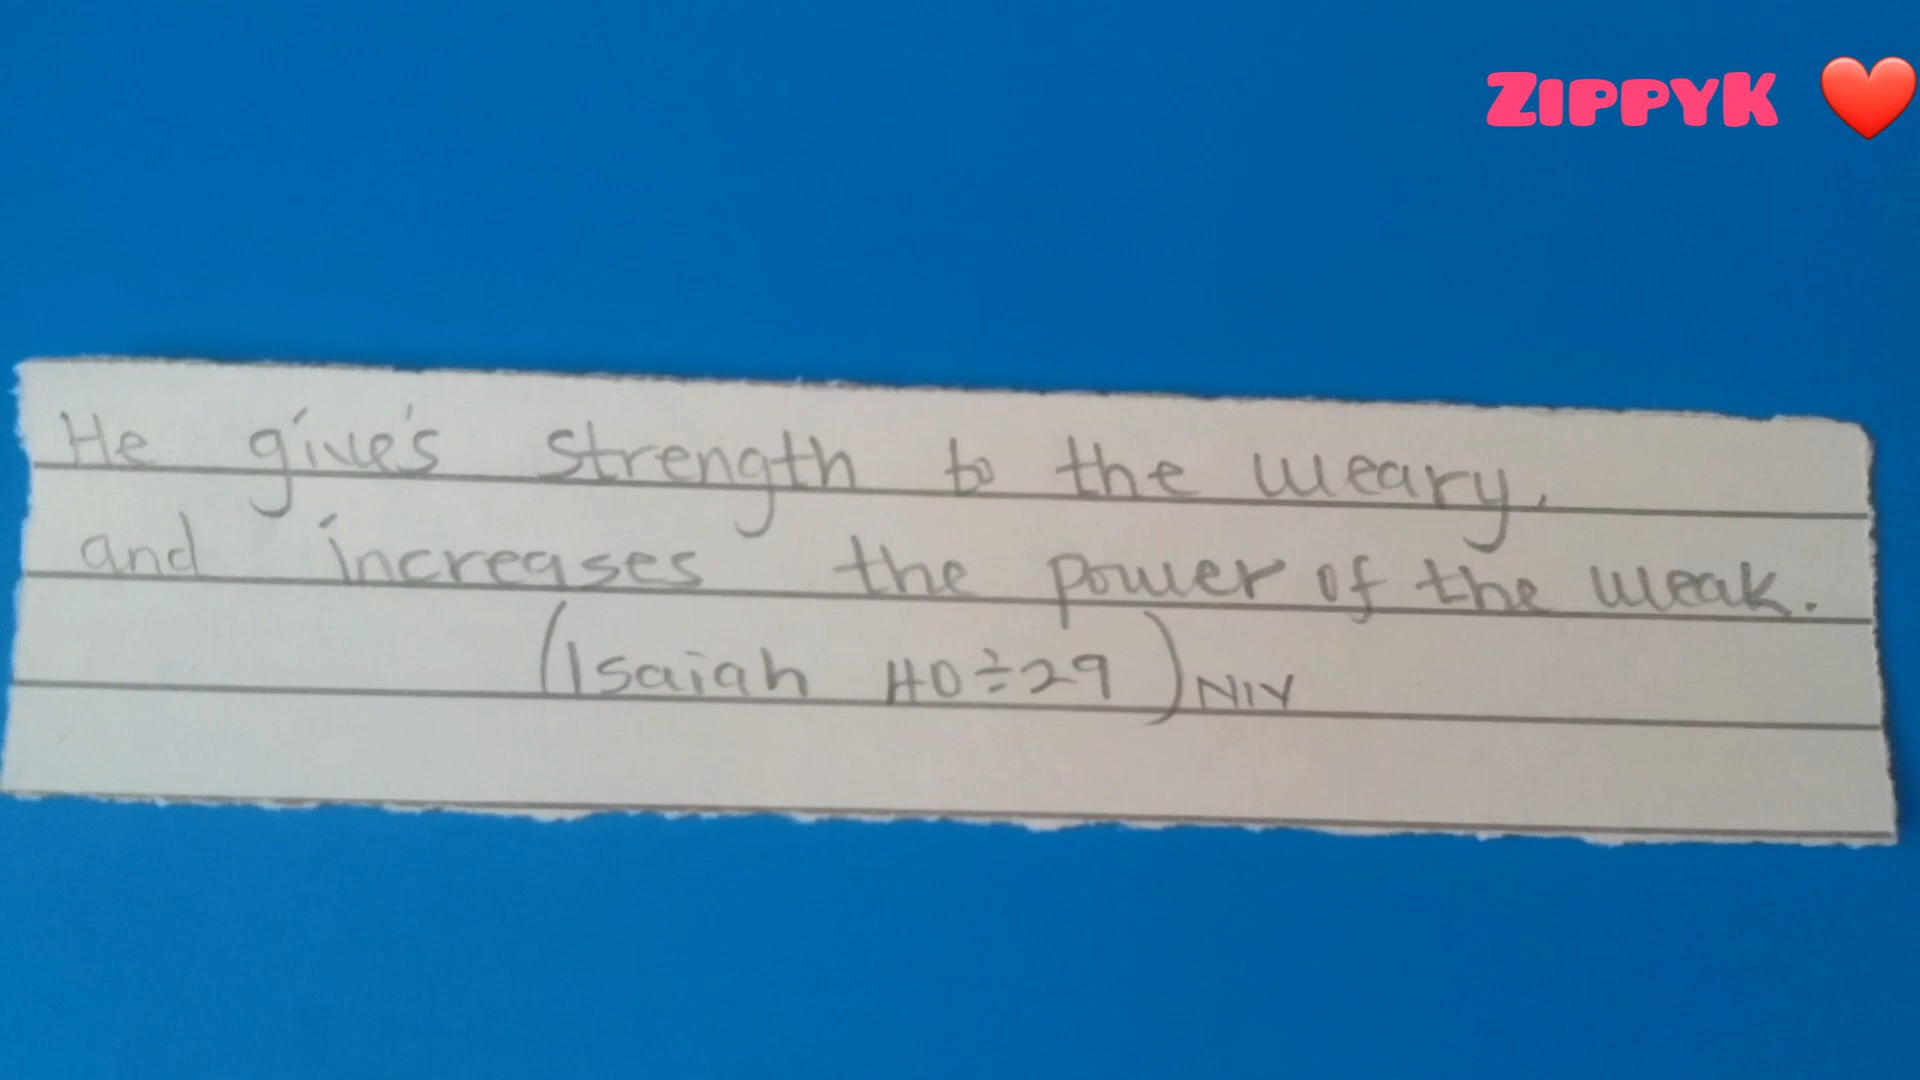 ZIPPYK ❤️
He give's strength to the weary,
and increases the power of the weak.
(Isaiah 40÷29) NIV